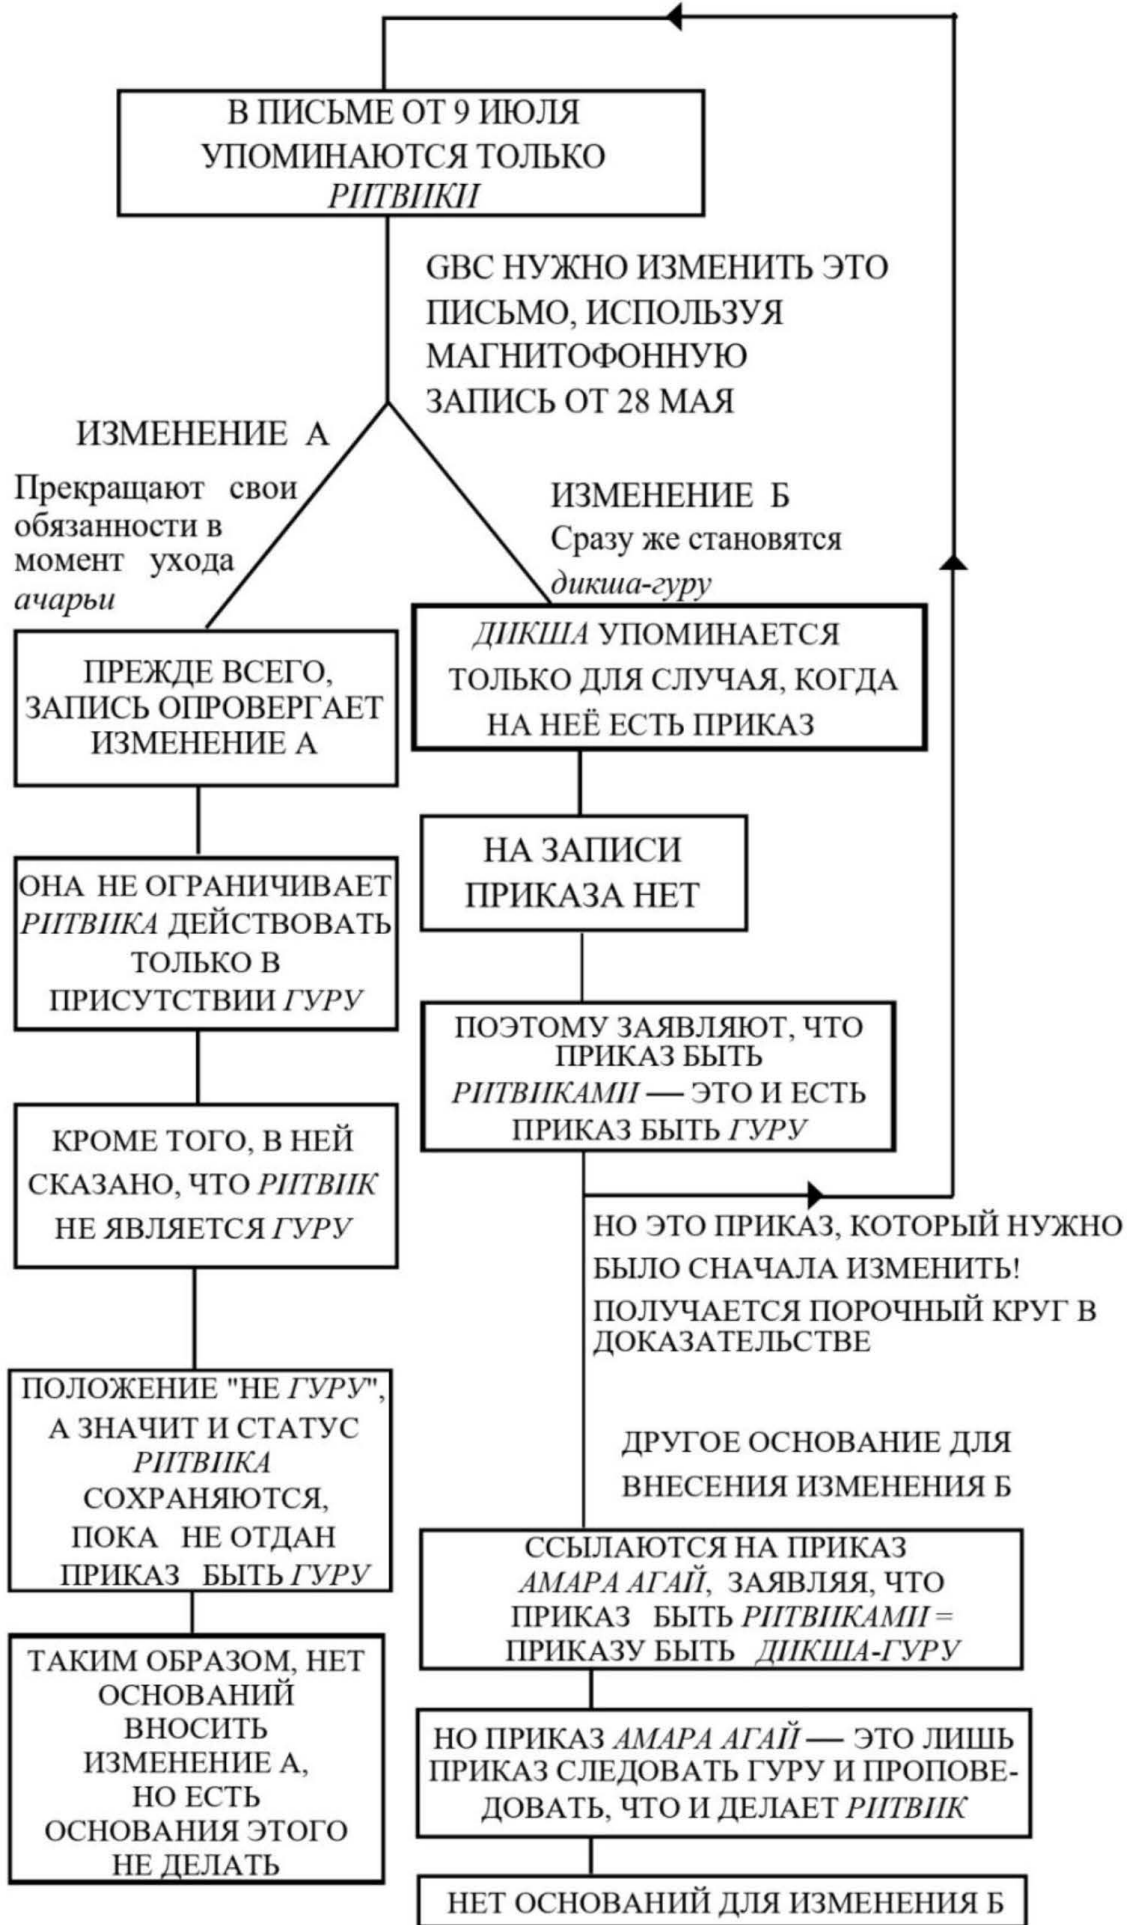 В ПИСЬМЕ ОТ 9 ИЮЛЯ
УПОМИНАЮТСЯ ТОЛЬКО
РИТВИКИ
GBC НУЖНО ИЗМЕНИТЬ ЭТО
ПИСЬМО, ИСПОЛЬЗУЯ
МАГНИТОФОННУЮ
ЗАПИСЬ ОТ 28 МАЯ
ИЗМЕНЕНИЕ А
Прекращают свои
обязанности в
момент ухода
ачарьи
ПРЕЖДЕ ВСЕГО,
ЗАПИСЬ ОПРОВЕРГАЕТ
ИЗМЕНЕНИЕ А
ОНА НЕ ОГРАНИЧИВАЕТ
РИТВИКА ДЕЙСТВОВАТЬ
ТОЛЬКО В
ПРИСУТСТВИИ ГУРУ
КРОМЕ ТОГО, В НЕЙ
СКАЗАНО, ЧТО РИТВИК
НЕ ЯВЛЯЕТСЯ ГУРУ
ПОЛОЖЕНИЕ "НЕ ГУРУ",
А ЗНАЧИТ И СТАТУС
РИТВИКА
СОХРАНЯЮТСЯ,
ПОКА НЕ ОТДАН
ПРИКАЗ БЫТЬ ГУРУ
ТАКИМ ОБРАЗОМ, НЕТ
ОСНОВАНИЙ
ВНОСИТЬ
ИЗМЕНЕНИЕ А,
НО ЕСТЬ
ОСНОВАНИЯ ЭТОГО
НЕ ДЕЛАТЬ
ИЗМЕНЕНИЕ Б
Сразу же становятся
дикша-гуру
ДИКША УПОМИНАЕТСЯ
ТОЛЬКО ДЛЯ СЛУЧАЯ, КОГДА
НА НЕЁ ЕСТЬ ПРИКАЗ
НА ЗАПИСИ
ПРИКАЗА НЕТ
ПОЭТОМУ ЗАЯВЛЯЮТ, ЧТО
ПРИКАЗ БЫТЬ
РИТВИКАМИ — ЭТО И ЕСТЬ
ПРИКАЗ БЫТЬ ГУРУ
НО ЭТО ПРИКАЗ, КОТОРЫЙ НУЖНО
БЫЛО СНАЧАЛА ИЗМЕНИТЬ!
ПОЛУЧАЕТСЯ ПОРОЧНЫЙ КРУГ В
ДОКАЗАТЕЛЬСТВЕ
ДРУГОЕ ОСНОВАНИЕ ДЛЯ
ВНЕСЕНИЯ ИЗМЕНЕНИЯ Б
ССЫЛАЮТСЯ НА ПРИКАЗ
АМАРА АГАЙ, ЗАЯВЛЯЯ, ЧТО
ПРИКАЗ БЫТЬ РИТВИКАМИ =
ПРИКАЗУ БЫТЬ ДИКША-ГУРУ
НО ПРИКАЗ АМАРА АГАЙ — ЭТО ЛИШЬ
ПРИКАЗ СЛЕДОВАТЬ ГУРУ И ПРОПОВЕ-
ДОВАТЬ, ЧТО И ДЕЛАЕТ РИТВИК
НЕТ ОСНОВАНИЙ ДЛЯ ИЗМЕНЕНИЯ Б